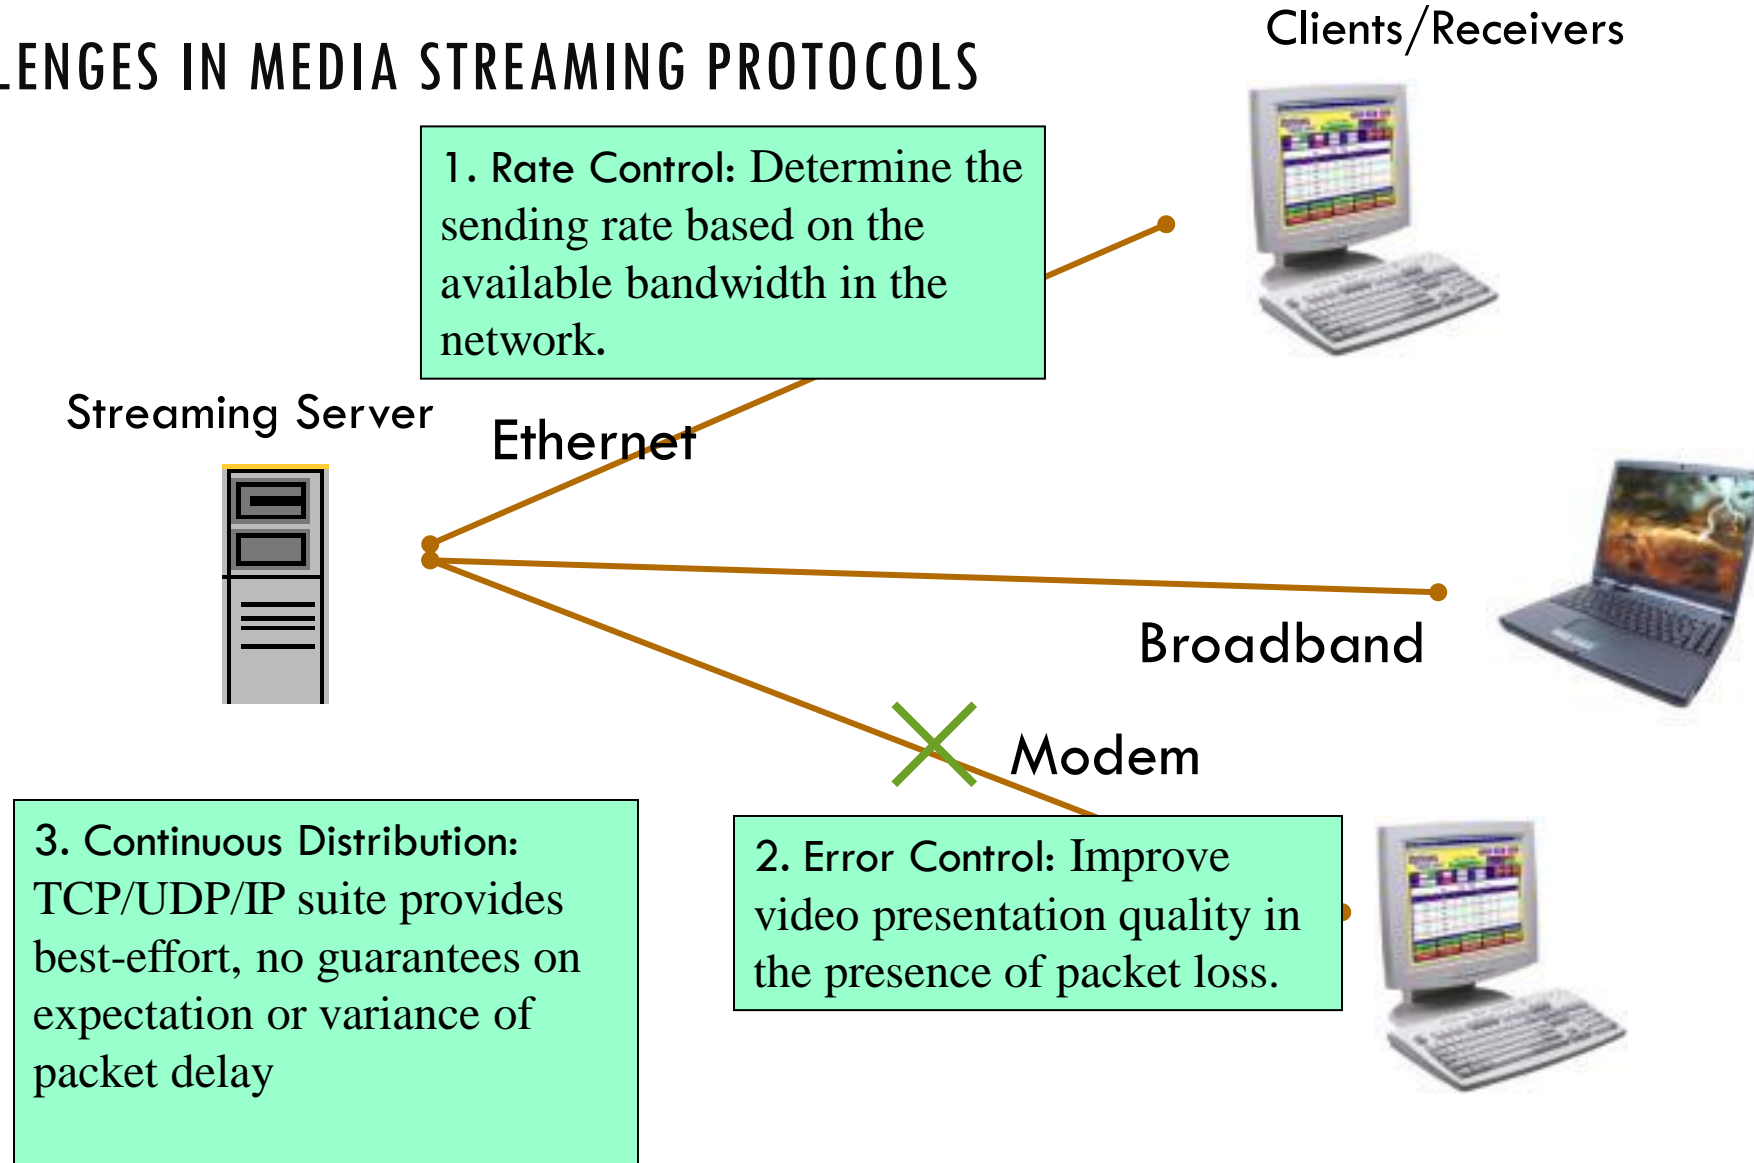 LENGES IN MEDIA STREAMING PROTOCOLS
Clients/Receivers
1. Rate Control: Determine the
sending rate based on the
available bandwidth in the
network.
Streaming Server
Ethernet
Broadband
Modem
3. Continuous Distribution:
TCP/UDP/IP suite provides
best-effort, no guarantees on
expectation or variance of
packet delay
2. Error Control: Improve
video presentation quality in
the presence of packet loss.